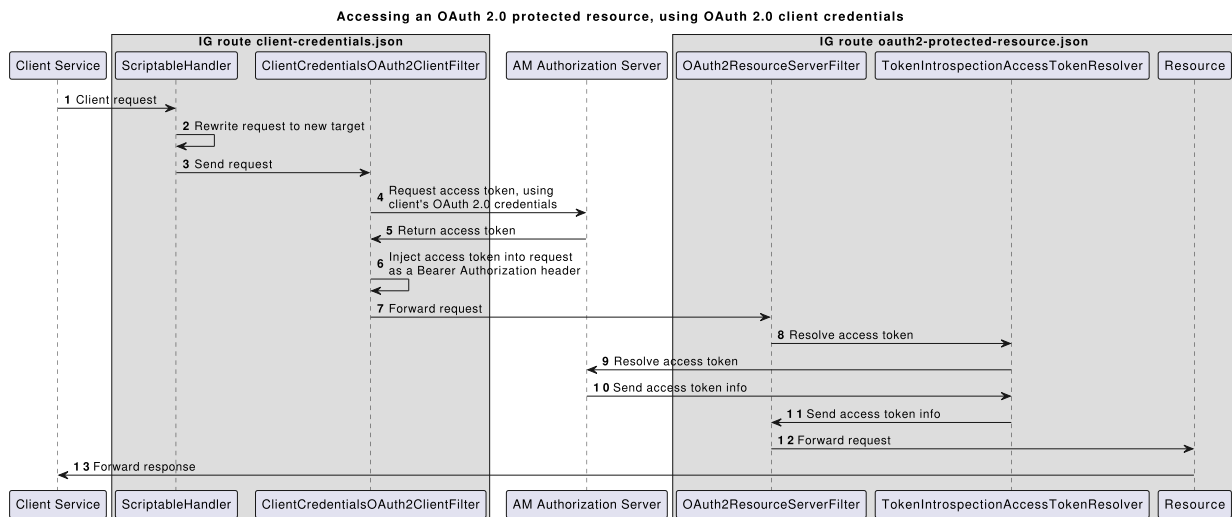 Accessing an OAuth 2.0 protected resource, using OAuth 2.0 client credentials
IG route client-credentials.json
IG route oauth2-protected-resource.json
Client Service
ScriptableHandler
ClientCredentialsOAuth2ClientFilter
AM Authorization Server
OAuth2ResourceServerFilter
TokenIntrospectionAccessTokenResolver
Resource
1 Client request
2 Rewrite request to new target
3 Send request
4 Request access token, using
client's OAuth 2.0 credentials
5 Return access token
6 Inject access token into request
as a Bearer Authorization header
7 Forward request
8 Resolve access token
9 Resolve access token
10 Send access token info
11 Send access token info
12 Forward request
13 Forward response
Client Service
ScriptableHandler
ClientCredentialsOAuth2ClientFilter
AM Authorization Server
OAuth2ResourceServerFilter
TokenIntrospectionAccessTokenResolver
Resource